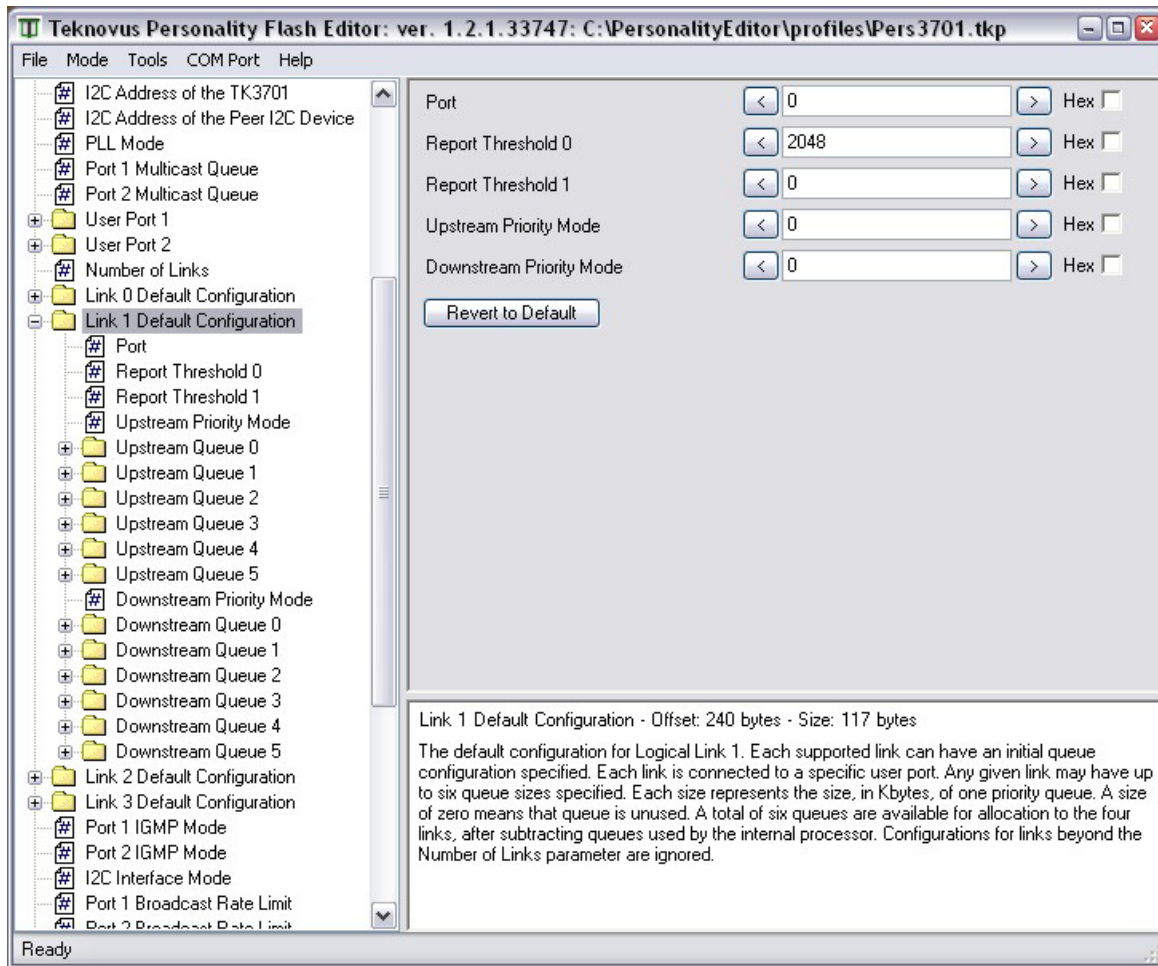 Teknovus Personality Flash Editor: ver. 1.2.1.33747: C:\PersonalityEditor\profiles\Pers3701.tkp
File Mode Tools COM Port Help
I2C Address of the TK3701
I2C Address of the Peer I2C Device
PLL Mode
Port 1 Multicast Queue
Port 2 Multicast Queue
User Port 1
User Port 2
Number of Links
Link 0 Default Configuration
Link 1 Default Configuration
Port
Report Threshold 0
Report Threshold 1
Upstream Priority Mode
Upstream Queue 0
Upstream Queue 1
Upstream Queue 2
Upstream Queue 3
Upstream Queue 4
Upstream Queue 5
Downstream Priority Mode
Downstream Queue 0
Downstream Queue 1
Downstream Queue 2
Downstream Queue 3
Downstream Queue 4
Downstream Queue 5
Link 2 Default Configuration
Link 3 Default Configuration
Port 1 IGMP Mode
Port 2 IGMP Mode
I2C Interface Mode
Port 1 Broadcast Rate Limit
Port 2 Broadcast Rate Limit
Port < 0 > Hex
Report Threshold 0 < 2048 > Hex
Report Threshold 1 < 0 > Hex
Upstream Priority Mode < 0 > Hex
Downstream Priority Mode < 0 > Hex
Revert to Default
Link 1 Default Configuration - Offset: 240 bytes - Size: 117 bytes
The default configuration for Logical Link 1. Each supported link can have an initial queue
configuration specified. Each link is connected to a specific user port. Any given link may have up
to six queue sizes specified. Each size represents the size, in Kbytes, of one priority queue. A size
of zero means that queue is unused. A total of six queues are available for allocation to the four
links, after subtracting queues used by the internal processor. Configurations for links beyond the
Number of Links parameter are ignored.
Ready